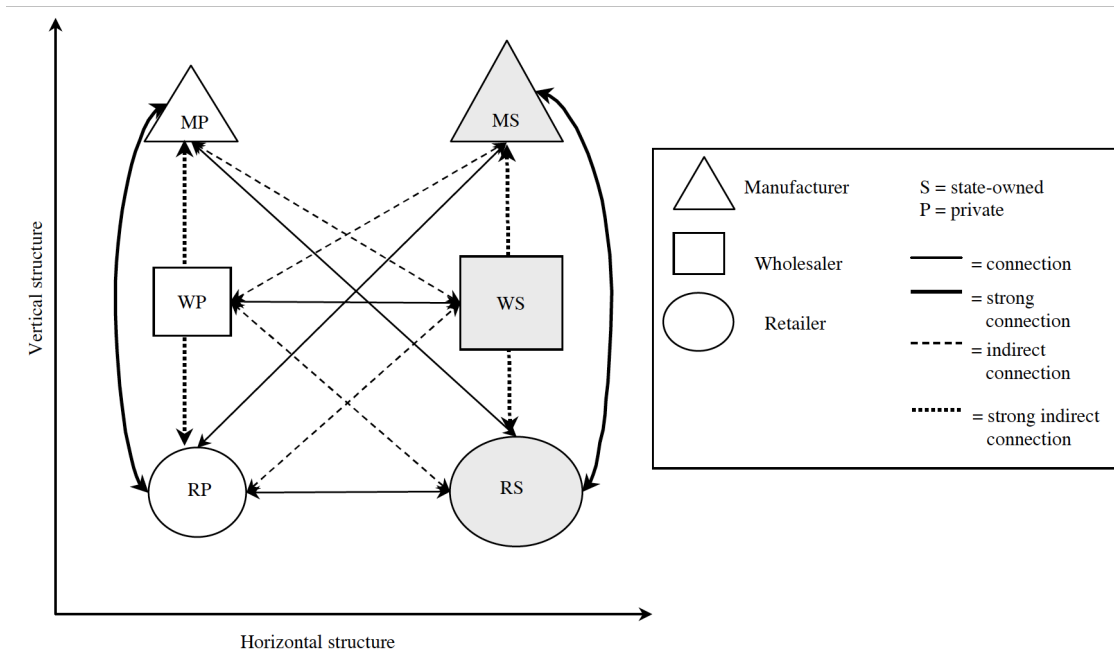 MP
MS
WP
WS
RP
RS
Vertical structure
Horizontal structure
Manufacturer
Wholesaler
Retailer
S = state-owned
P = private
= connection
= strong
connection
= indirect
connection
= strong indirect
connection